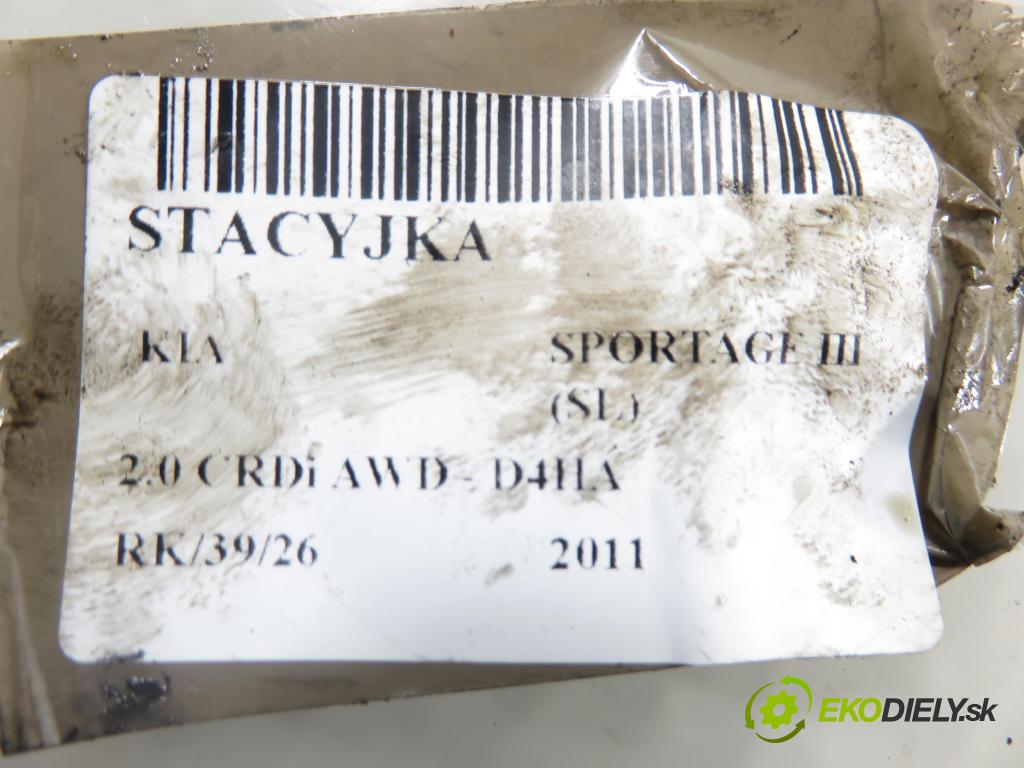 STACYJKA
KIA SPORTAGE III
(SL)
2.0 CRDi AWD - D4HA
RK/39/26 2011
EKODIELY.sk